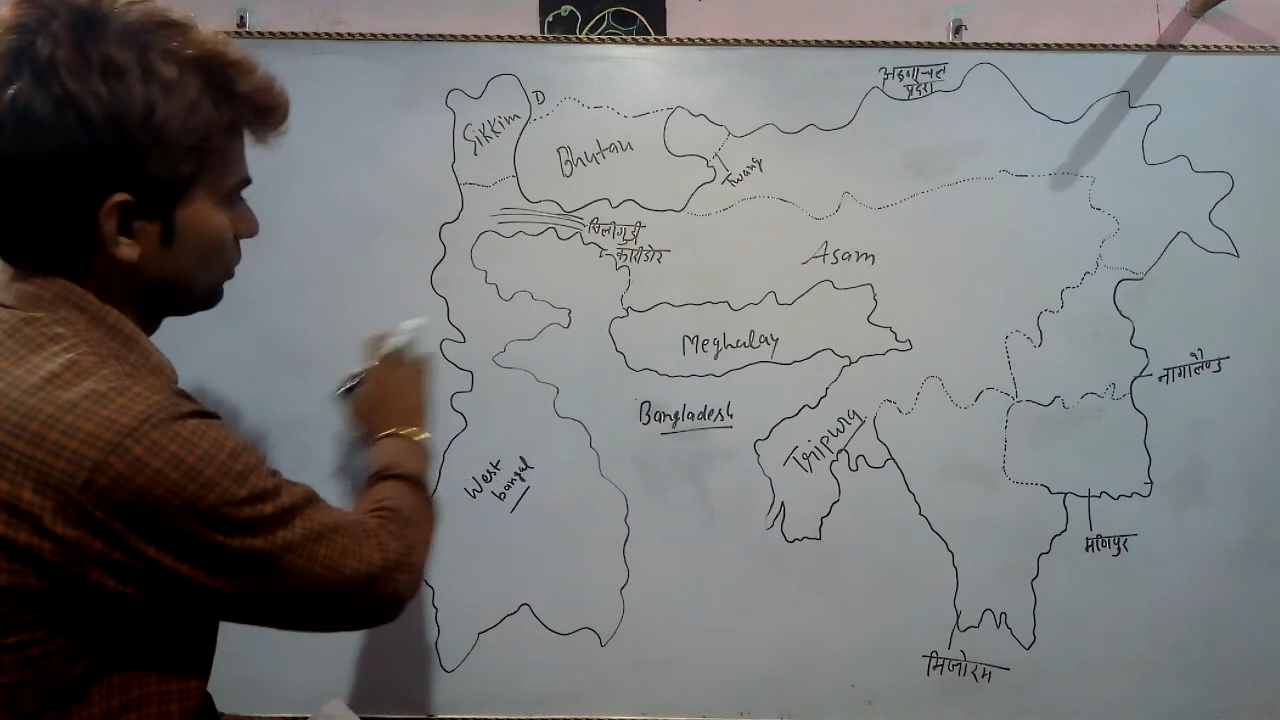 अरुणाचल
प्रदेश
D
Sikkim
Bhutan
Twang
सिलीगुड़ी
कारीडोर
Asam
Meghalay
नागालैण्ड
Bangladesh
Tripura
West
bangal
मणिपुर
मिजोरम